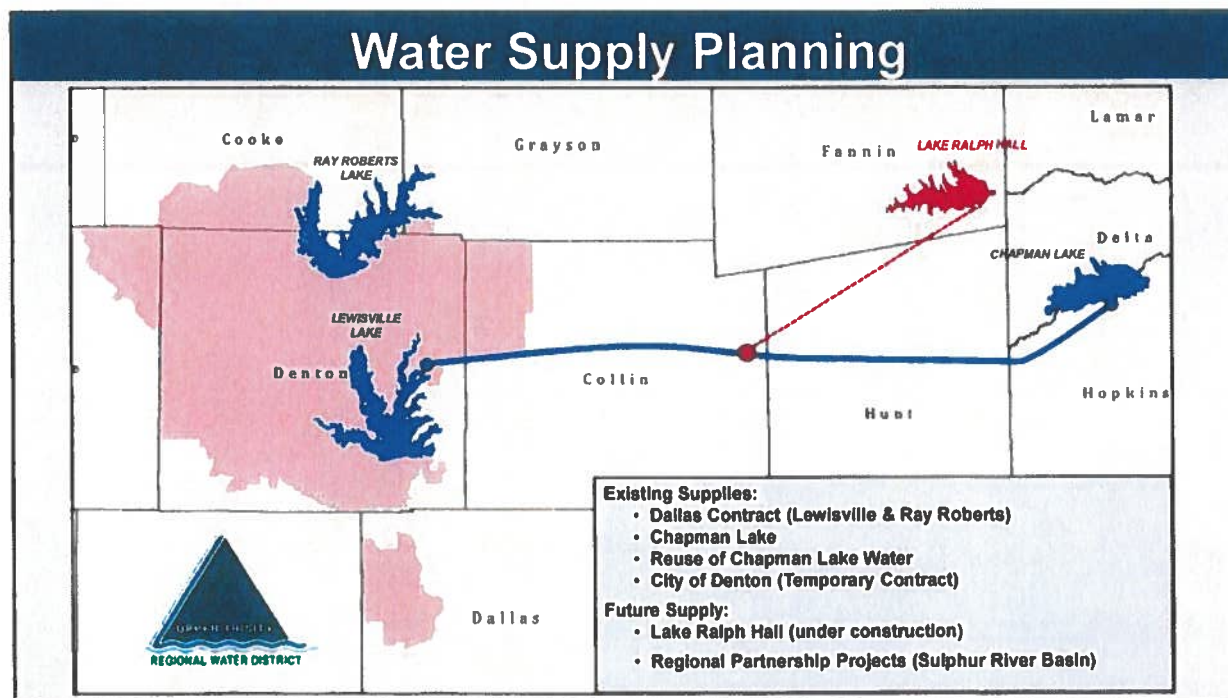 Water Supply Planning
Lamar
Cooke
Grayson
Fannin
LAKE RALPH HALL
RAY ROBERTS
LAKE
Delta
CHAPMAN LAKE
LEWISVILLE
LAKE
Denton
Collin
Hopkins
Hunt
Existing Supplies:
• Dallas Contract (Lewisville & Ray Roberts)
• Chapman Lake
• Reuse of Chapman Lake Water
• City of Denton (Temporary Contract)
Future Supply:
• Lake Ralph Hall (under construction)
• Regional Partnership Projects (Sulphur River Basin)
Dallas
REGIONAL WATER DISTRICT